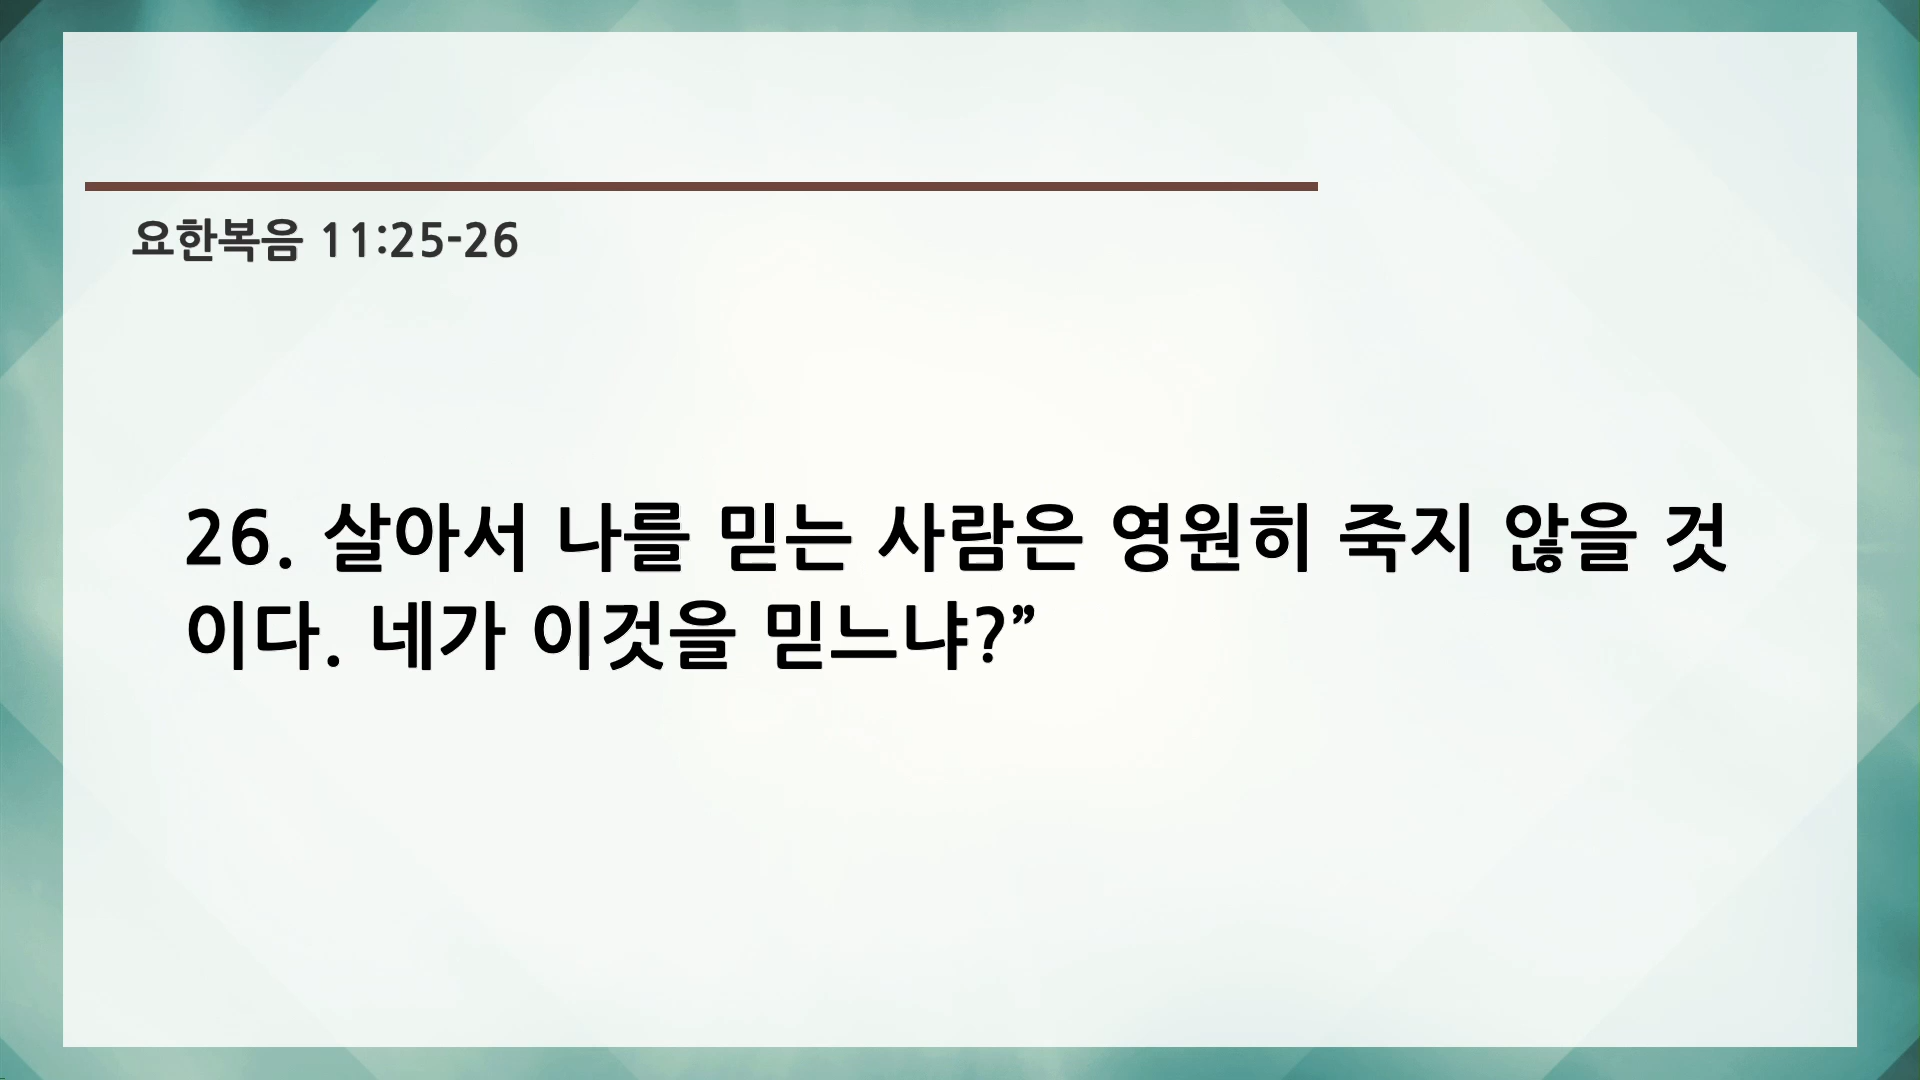 요한복음 11:25-26
26. 살아서 나를 믿는 사람은 영원히 죽지 않을 것
이다. 네가 이것을 믿느냐?”